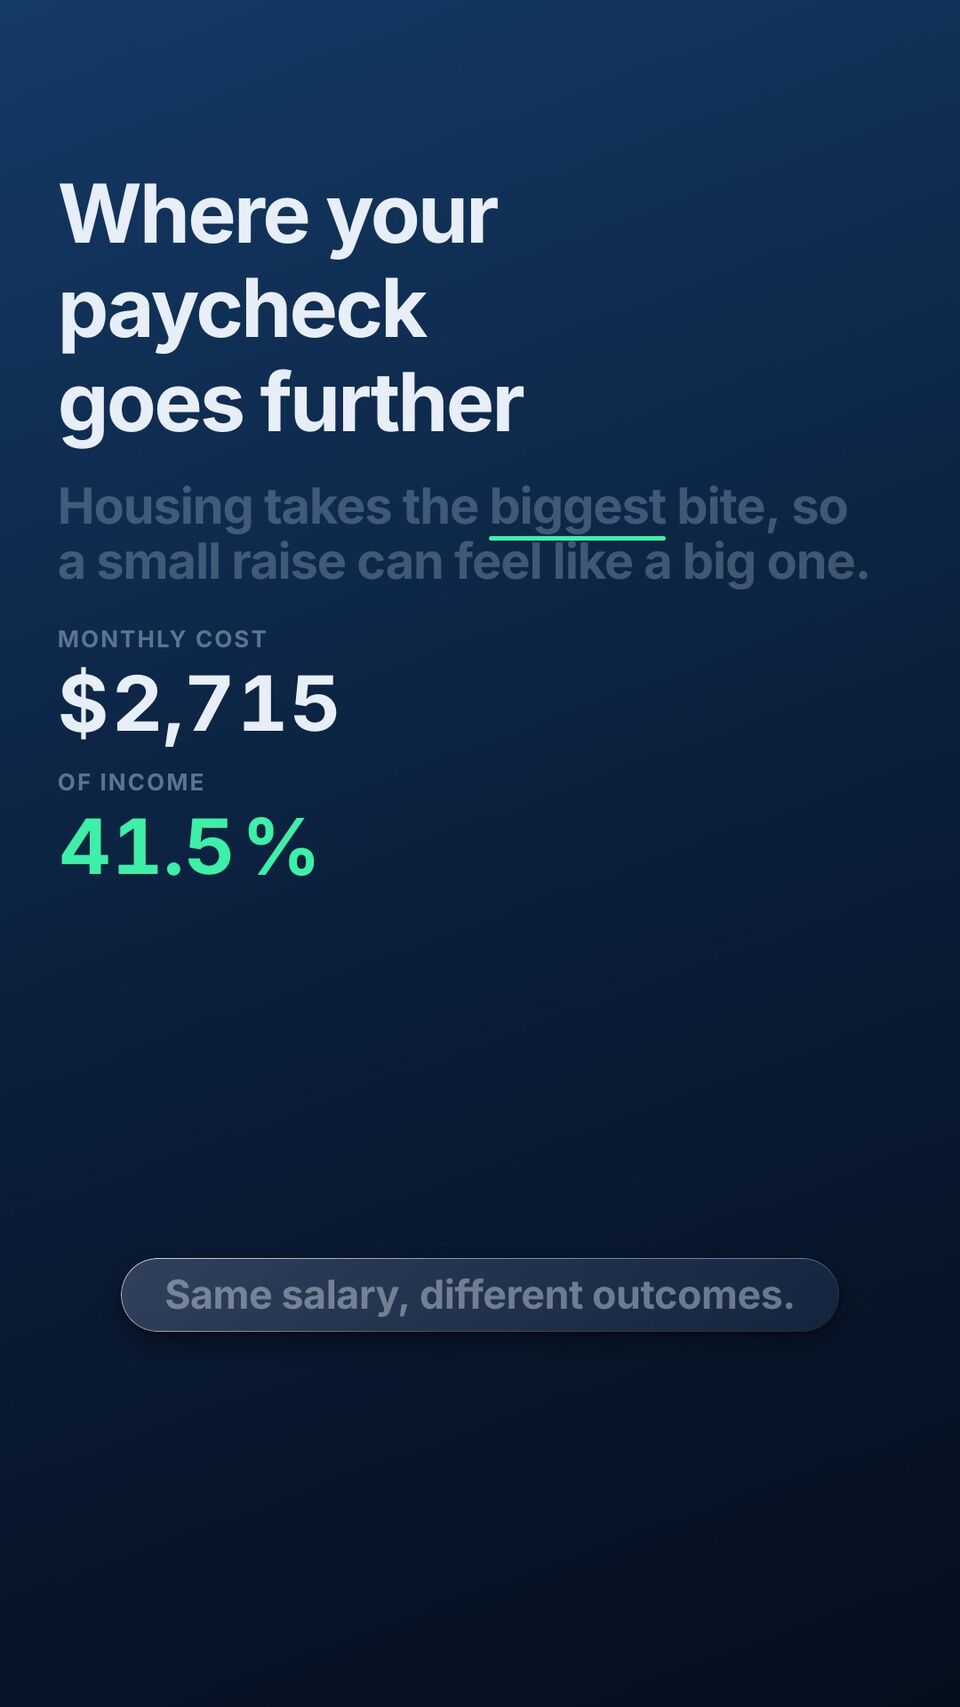 Where your
paycheck
goes further
Housing takes the biggest bite, so
a small raise can feel like a big one.
MONTHLY COST
$2,715
OF INCOME
41.5%
Same salary, different outcomes.